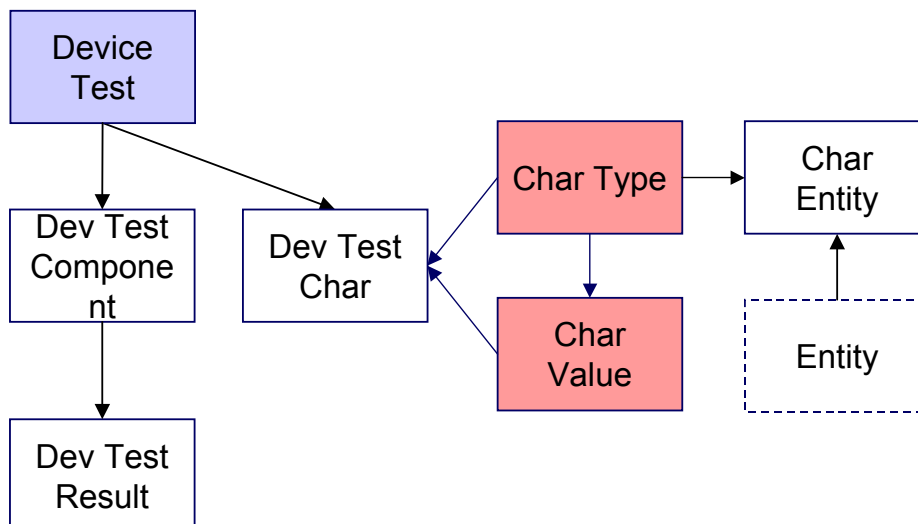 Device
Test
Char Type
Char
Entity
Dev Test
Compone
nt
Dev Test
Char
Char
Value
Entity
Dev Test
Result